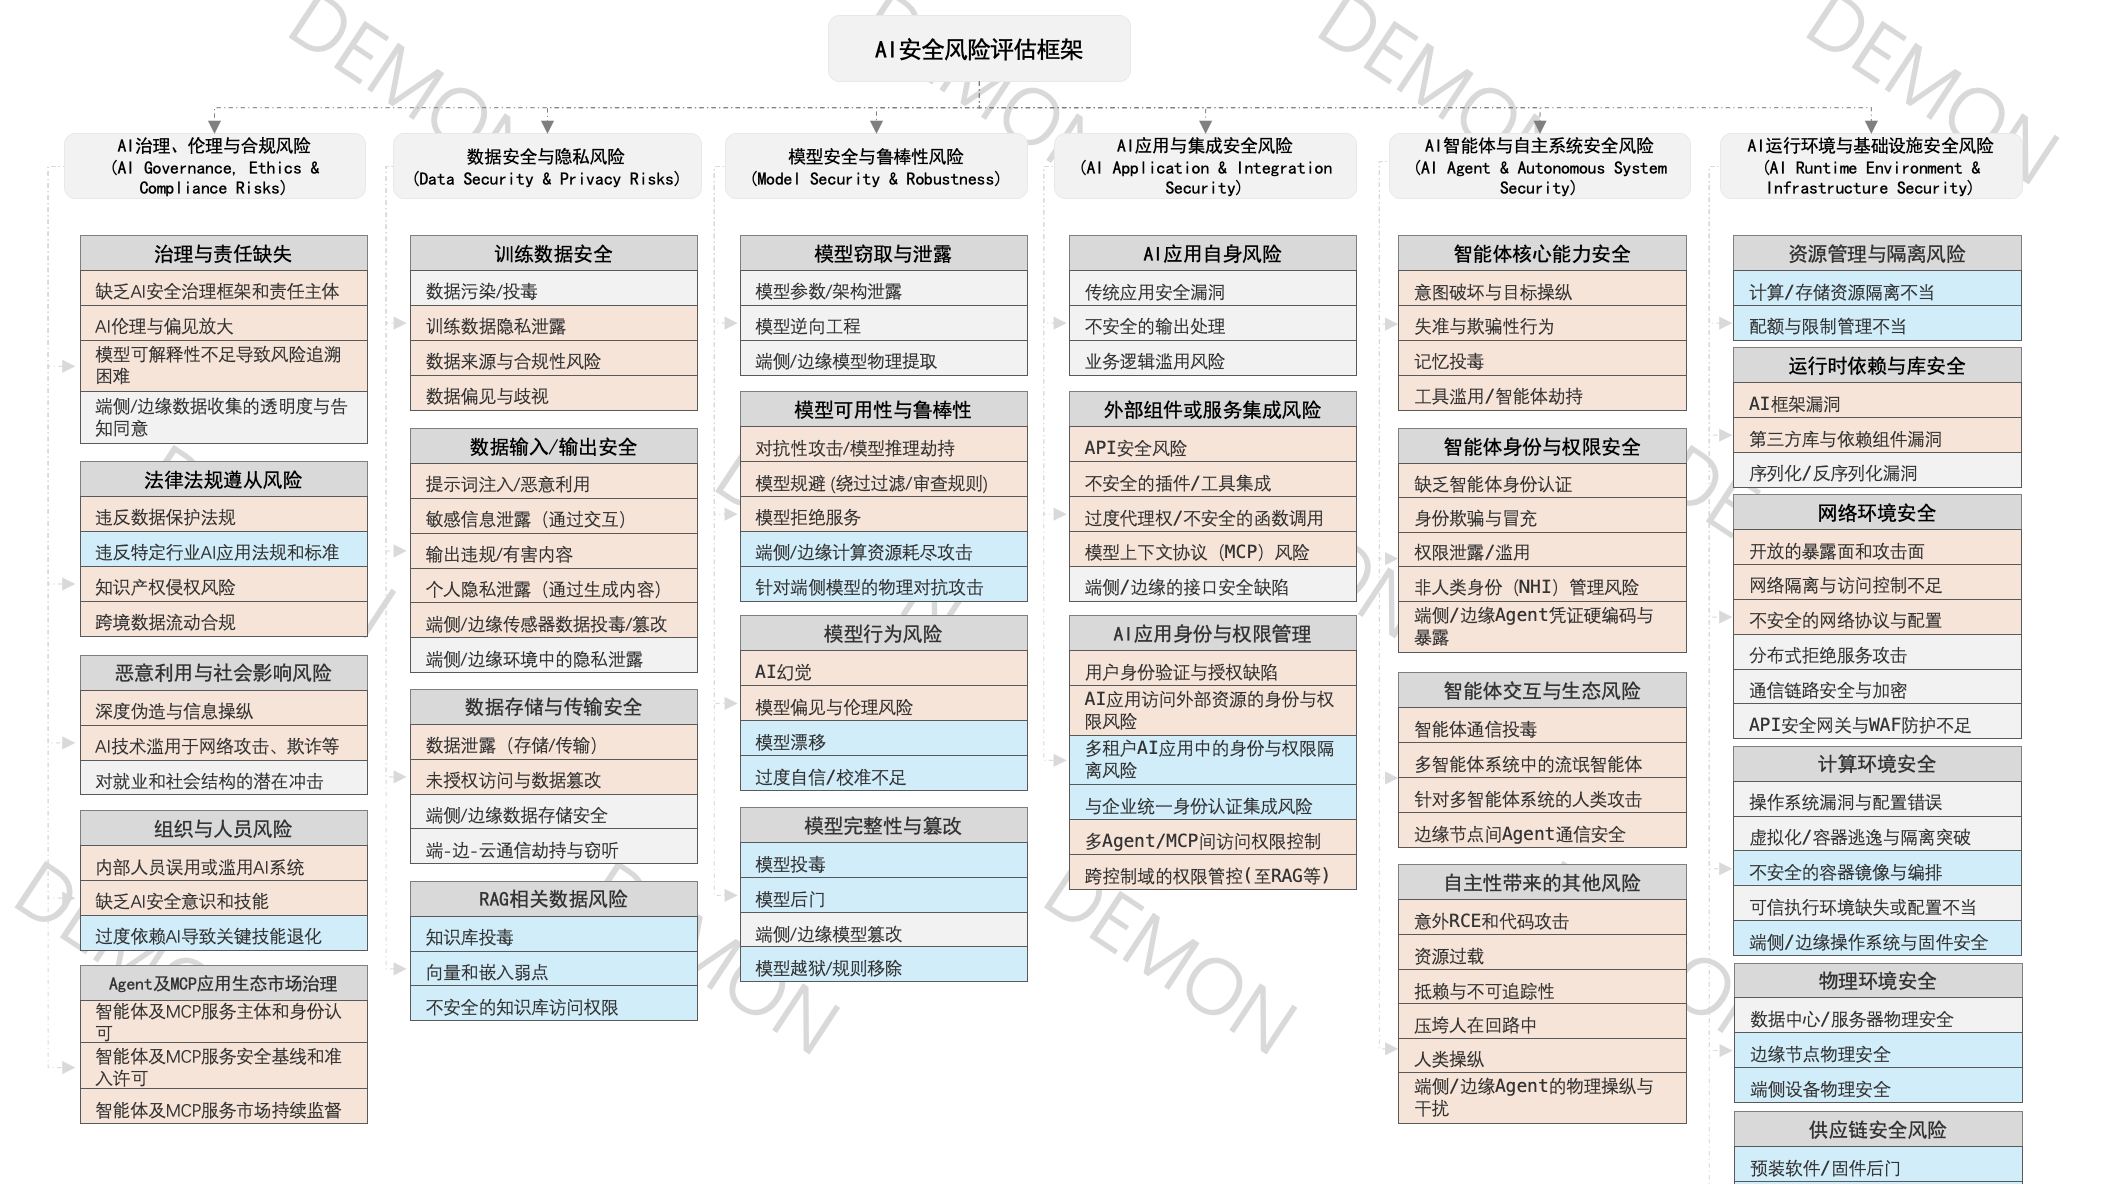 AI安全风险评估框架
AI治理、伦理与合规风险
(AI Governance, Ethics &
Compliance Risks)
治理与责任缺失
缺乏AI安全治理框架和责任主体
AI伦理与偏见放大
模型可解释性不足导致风险追溯
困难
端侧/边缘数据收集的透明度与告
知同意
法律法规遵从风险
违反数据保护法规
违反特定行业AI应用法规和标准
知识产权侵权风险
跨境数据流动合规
恶意利用与社会影响风险
深度伪造与信息操纵
AI技术滥用于网络攻击、欺诈等
对就业和社会结构的潜在冲击
组织与人员风险
内部人员误用或滥用AI系统
缺乏AI安全意识和技能
过度依赖AI导致关键技能退化
Agent及MCP应用生态市场治理
智能体及MCP服务主体和身份认
可
智能体及MCP服务安全基线和准
入许可
智能体及MCP服务市场持续监督
数据安全与隐私风险
(Data Security & Privacy Risks)
训练数据安全
数据污染/投毒
训练数据隐私泄露
数据来源与合规性风险
数据偏见与歧视
数据输入/输出安全
提示词注入/恶意利用
敏感信息泄露（通过交互）
输出违规/有害内容
个人隐私泄露（通过生成内容）
端侧/边缘传感器数据投毒/篡改
端侧/边缘环境中的隐私泄露
数据存储与传输安全
数据泄露（存储/传输）
未授权访问与数据篡改
端侧/边缘数据存储安全
端-边-云通信劫持与窃听
RAG相关数据风险
知识库投毒
向量和嵌入弱点
不安全的知识库访问权限
模型安全与鲁棒性风险
(Model Security & Robustness)
模型窃取与泄露
模型参数/架构泄露
模型逆向工程
端侧/边缘模型物理提取
模型可用性与鲁棒性
对抗性攻击/模型推理劫持
模型规避 (绕过过滤/审查规则)
模型拒绝服务
端侧/边缘计算资源耗尽攻击
针对端侧模型的物理对抗攻击
模型行为风险
AI幻觉
模型偏见与伦理风险
模型漂移
过度自信/校准不足
模型完整性与篡改
模型投毒
模型后门
端侧/边缘模型篡改
模型越狱/规则移除
AI应用与集成安全风险
(AI Application & Integration
Security)
AI应用自身风险
传统应用安全漏洞
不安全的输出处理
业务逻辑滥用风险
外部组件或服务集成风险
API安全风险
不安全的插件/工具集成
过度代理权/不安全的函数调用
模型上下文协议（MCP）风险
端侧/边缘的接口安全缺陷
AI应用身份与权限管理
用户身份验证与授权缺陷
AI应用访问外部资源的身份与权
限风险
多租户AI应用中的身份与权限隔
离风险
与企业统一身份认证集成风险
多Agent/MCP间访问权限控制
跨控制域的权限管控(至RAG等)
AI智能体与自主系统安全风险
(AI Agent & Autonomous System
Security)
智能体核心能力安全
意图破坏与目标操纵
失准与欺骗性行为
记忆投毒
工具滥用/智能体劫持
智能体身份与权限安全
缺乏智能体身份认证
身份欺骗与冒充
权限泄露/滥用
非人类身份（NHI）管理风险
端侧/边缘Agent凭证硬编码与
暴露
智能体交互与生态风险
智能体通信投毒
多智能体系统中的流氓智能体
针对多智能体系统的人类攻击
边缘节点间Agent通信安全
自主性带来的其他风险
意外RCE和代码攻击
资源过载
抵赖与不可追踪性
压垮人在回路中
人类操纵
端侧/边缘Agent的物理操纵与
干扰
AI运行环境与基础设施安全风险
(AI Runtime Environment &
Infrastructure Security)
资源管理与隔离风险
计算/存储资源隔离不当
配额与限制管理不当
运行时依赖与库安全
AI框架漏洞
第三方库与依赖组件漏洞
序列化/反序列化漏洞
网络环境安全
开放的暴露面和攻击面
网络隔离与访问控制不足
不安全的网络协议与配置
分布式拒绝服务攻击
通信链路安全与加密
API安全网关与WAF防护不足
计算环境安全
操作系统漏洞与配置错误
虚拟化/容器逃逸与隔离突破
不安全的容器镜像与编排
可信执行环境缺失或配置不当
端侧/边缘操作系统与固件安全
物理环境安全
数据中心/服务器物理安全
边缘节点物理安全
端侧设备物理安全
供应链安全风险
预装软件/固件后门
DEMON
DEMON
DEMON
DEMON
DEMON
DEMON